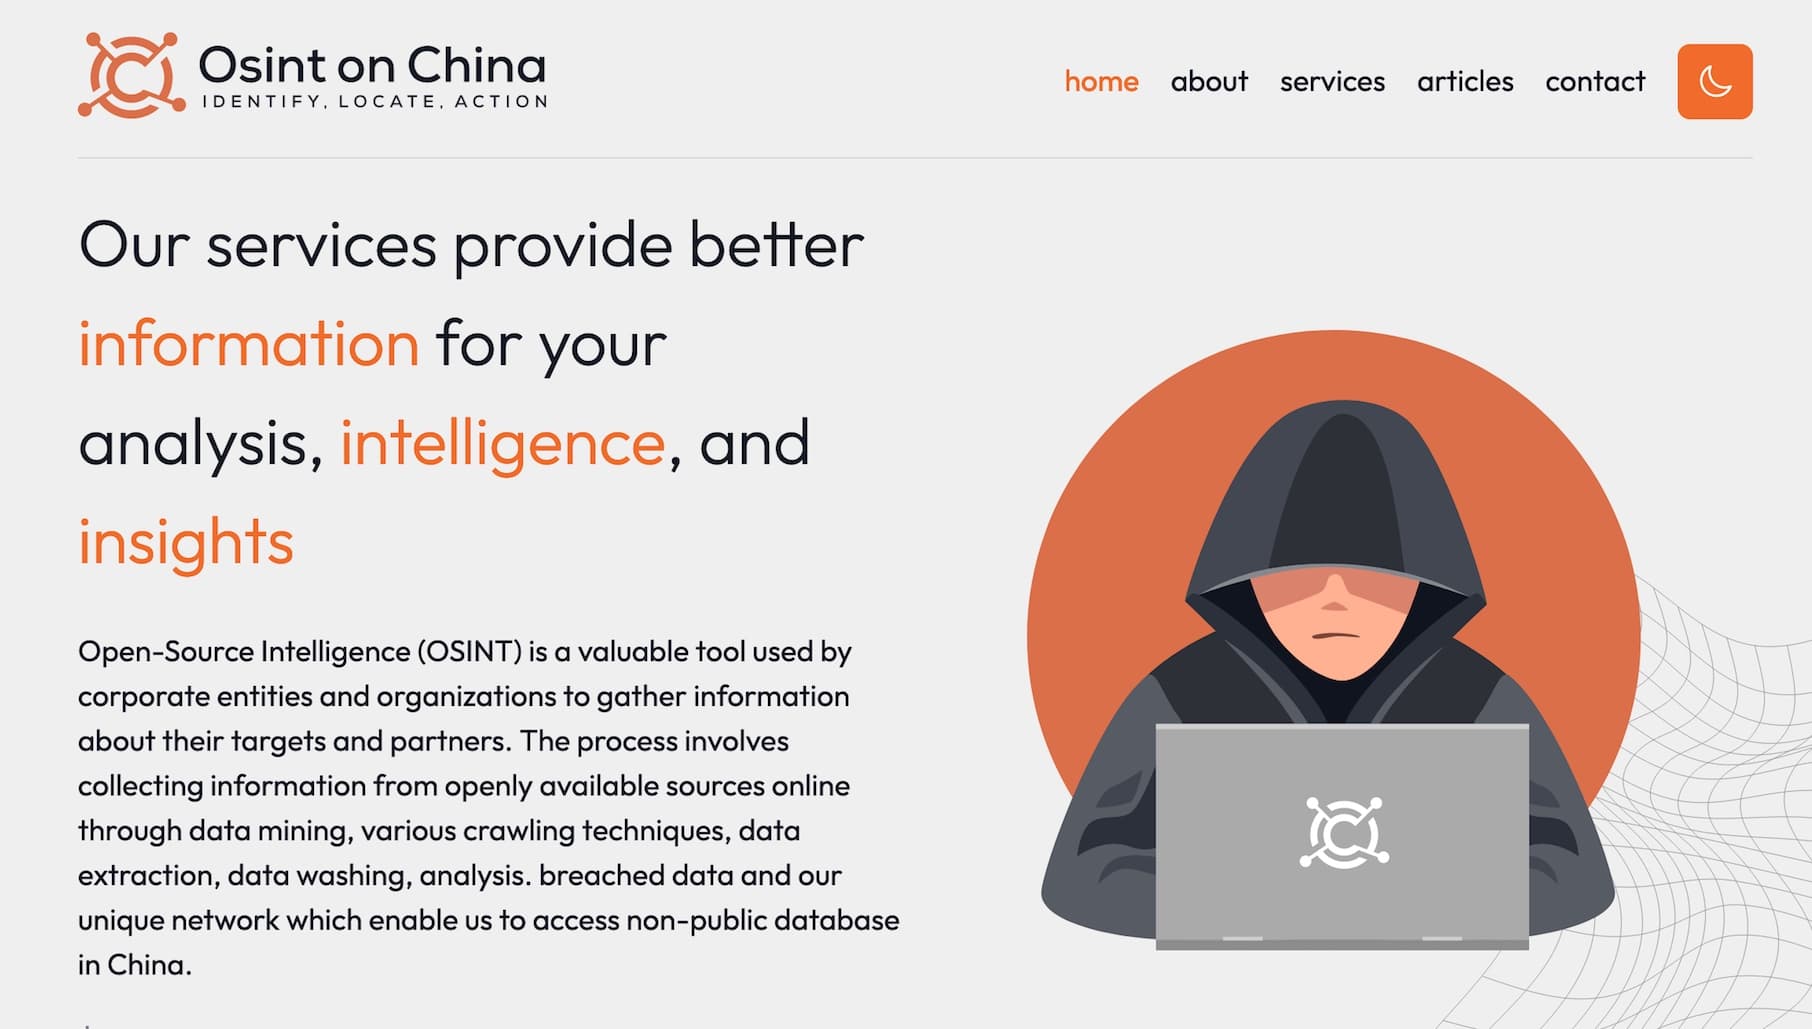 Osint on China
IDENTIFY, LOCATE, ACTION
home about services articles contact
Our services provide better
information for your
analysis, intelligence, and
insights
Open-Source Intelligence (OSINT) is a valuable tool used by
corporate entities and organizations to gather information
about their targets and partners. The process involves
collecting information from openly available sources online
through data mining, various crawling techniques, data
extraction, data washing, analysis. breached data and our
unique network which enable us to access non-public database
in China.